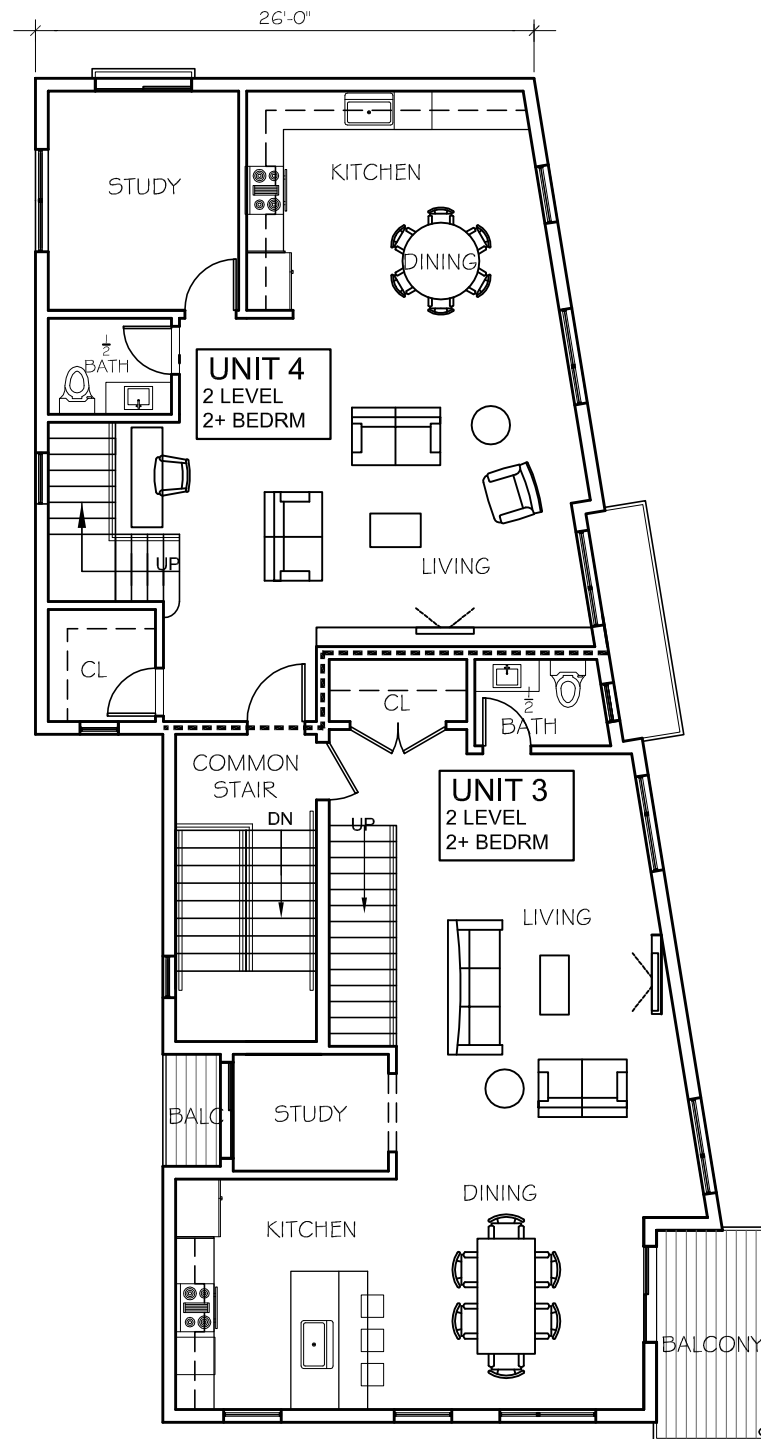 26'-0"
STUDY
KITCHEN
DINING
1/2
BATH
UNIT 4
2 LEVEL
2+ BEDRM
UP
LIVING
CL
CL
1/2
BATH
COMMON
STAIR
DN
UP
UNIT 3
2 LEVEL
2+ BEDRM
LIVING
BALC
STUDY
DINING
KITCHEN
BALCONY